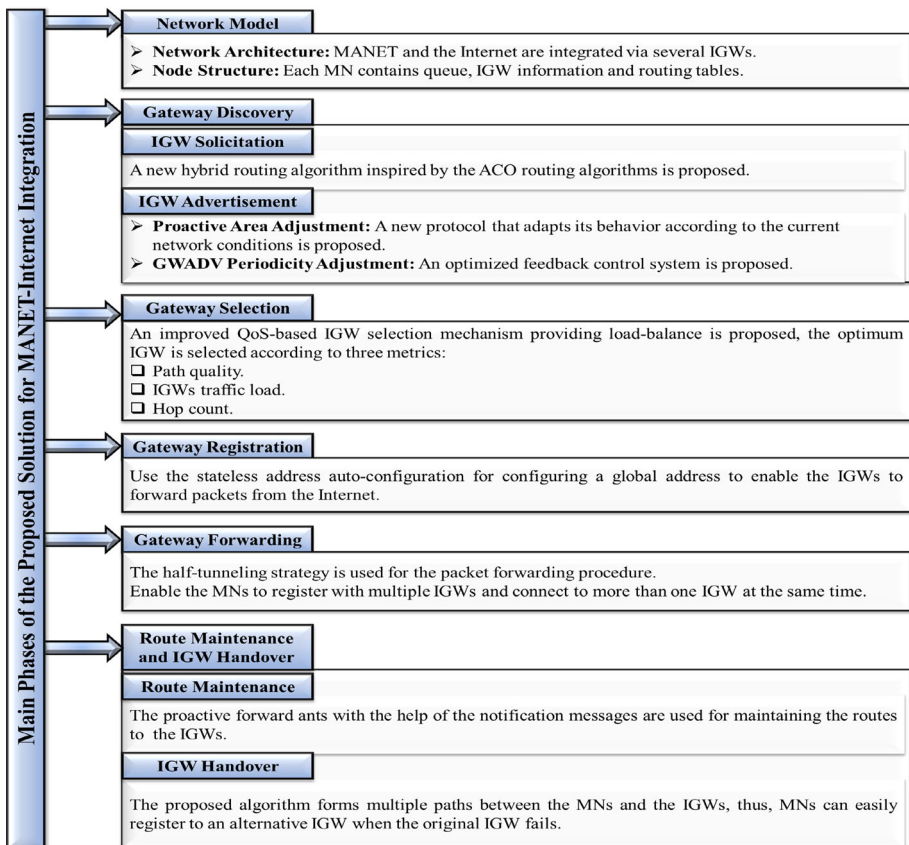 Main Phases of the Proposed Solution for MANET-Internet Integration
Network Model
➢ Network Architecture: MANET and the Internet are integrated via several IGWs.
➢ Node Structure: Each MN contains queue, IGW information and routing tables.
Gateway Discovery
IGW Solicitation
A new hybrid routing algorithm inspired by the ACO routing algorithms is proposed.
IGW Advertisement
➢ Proactive Area Adjustment: A new protocol that adapts its behavior according to the current
network conditions is proposed.
➢ GWADV Periodicity Adjustment: An optimized feedback control system is proposed.
Gateway Selection
An improved QoS-based IGW selection mechanism providing load-balance is proposed, the optimum
IGW is selected according to three metrics:
❑ Path quality.
❑ IGWs traffic load.
❑ Hop count.
Gateway Registration
Use the stateless address auto-configuration for configuring a global address to enable the IGWs to
forward packets from the Internet.
Gateway Forwarding
The half-tunneling strategy is used for the packet forwarding procedure.
Enable the MNs to register with multiple IGWs and connect to more than one IGW at the same time.
Route Maintenance
and IGW Handover
Route Maintenance
The proactive forward ants with the help of the notification messages are used for maintaining the routes
to the IGWs.
IGW Handover
The proposed algorithm forms multiple paths between the MNs and the IGWs, thus, MNs can easily
register to an alternative IGW when the original IGW fails.